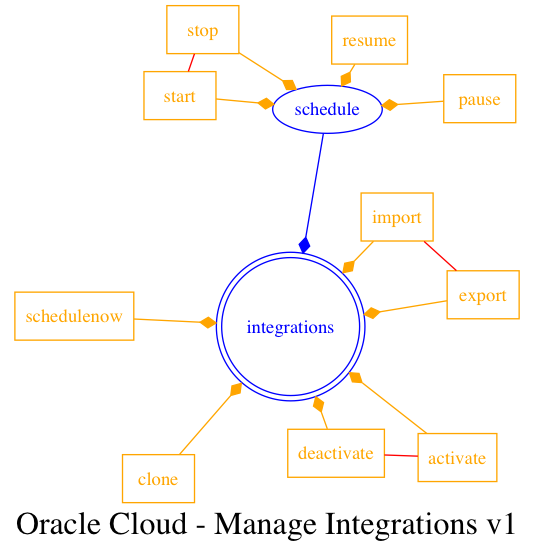 stop
resume
start
schedule
pause
import
export
schedulenow
integrations
deactivate
activate
clone
Oracle Cloud - Manage Integrations v1